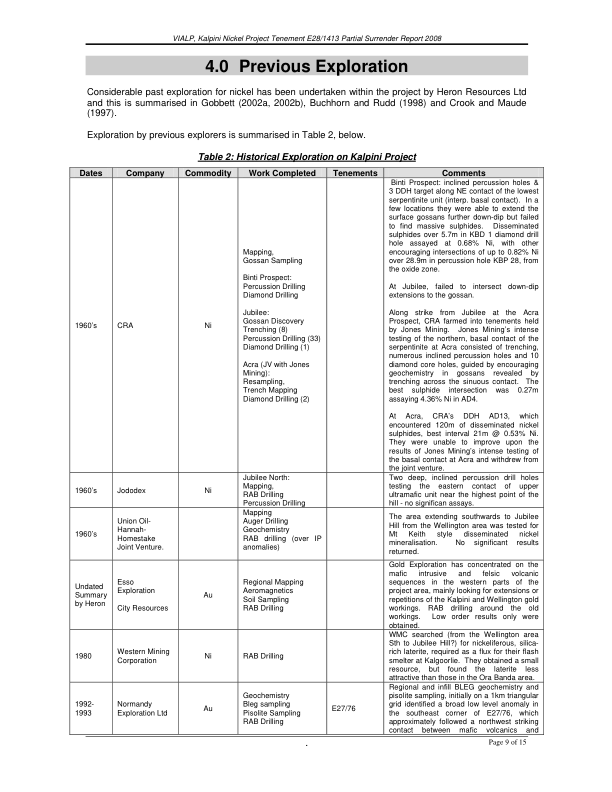 VIALP, Kalpini Nickel Project Tenement E28/1413 Partial Surrender Report 2008
4.0 Previous Exploration
Considerable past exploration for nickel has been undertaken within the project by Heron Resources Ltd
and this is summarised in Gobbett (2002a, 2002b), Buchhorn and Rudd (1998) and Crook and Maude
(1997).
Exploration by previous explorers is summarised in Table 2, below.
Table 2: Historical Exploration on Kalpini Project
Dates Company Commodity Work Completed Tenements Comments
1960's
CRA
Ni
Mapping,
Gossan Sampling
Binti Prospect:
Percussion Drilling
Diamond Drilling
Jubilee:
Gossan Discovery
Trenching (8)
Percussion Drilling (33)
Diamond Drilling (1)
Acra (JV with Jones
Mining):
Resampling,
Trench Mapping
Diamond Drilling (2)
Binti Prospect: inclined percussion holes &
3 DDH target along NE contact of the lowest
serpentinite unit (interp. basal contact). In a
few locations they were able to extend the
surface gossans further down-dip but failed
to find massive sulphides. Disseminated
sulphides over 5.7m in KBD 1 diamond drill
hole assayed at 0.68% Ni, with other
encouraging intersections of up to 0.82% Ni
over 28.9m in percussion hole KBP 28, from
the oxide zone.
At Jubilee, failed to intersect down-dip
extensions to the gossan.
Along strike from Jubilee at the Acra
Prospect, CRA farmed into tenements held
by Jones Mining. Jones Mining's intense
testing of the northern, basal contact of the
serpentinite at Acra consisted of trenching,
numerous inclined percussion holes and 10
diamond core holes, guided by encouraging
geochemistry in gossans revealed by
trenching across the sinuous contact. The
best sulphide intersection was 0.27m
assaying 4.36% Ni in AD4.
At Acra, CRA's DDH AD13, which
encountered 120m of disseminated nickel
sulphides, best interval 21m @ 0.53% Ni.
They were unable to improve upon the
results of Jones Mining's intense testing of
the basal contact at Acra and withdrew from
the joint venture.
1960's
Jododex
Ni
Jubilee North:
Mapping,
RAB Drilling
Percussion Drilling
Two deep, inclined percussion drill holes
testing the eastern contact of upper
ultramafic unit near the highest point of the
hill - no significan assays.
1960's
Union Oil-
Hannah-
Homestake
Joint Venture.
Mapping
Auger Drilling
Geochemistry
RAB drilling (over IP
anomalies)
The area extending southwards to Jubilee
Hill from the Wellington area was tested for
Mt Keith style disseminated nickel
mineralisation. No significant results
returned.
Undated
Summary
by Heron
Esso
Exploration
City Resources
Au
Regional Mapping
Aeromagnetics
Soil Sampling
RAB Drilling
Gold Exploration has concentrated on the
mafic intrusive and felsic volcanic
sequences in the western parts of the
project area, mainly looking for extensions or
repetitions of the Kalpini and Wellington gold
workings. RAB drilling around the old
workings. Low order results only were
obtained.
1980
Western Mining
Corporation
Ni
RAB Drilling
WMC searched (from the Wellington area
Sth to Jubilee Hill?) for nickeliferous, silica-
rich laterite, required as a flux for their flash
smelter at Kalgoorlie. They obtained a small
resource, but found the laterite less
attractive than those in the Ora Banda area.
1992-
1993
Normandy
Exploration Ltd
Au
Geochemistry
Bleg sampling
Pisolite Sampling
RAB Drilling
E27/76
Regional and infill BLEG geochemistry and
pisolite sampling, initially on a 1km triangular
grid identified a broad low level anomaly in
the southeast corner of E27/76, which
approximately followed a northwest striking
contact between mafic volcanics and
.
Page 9 of 15